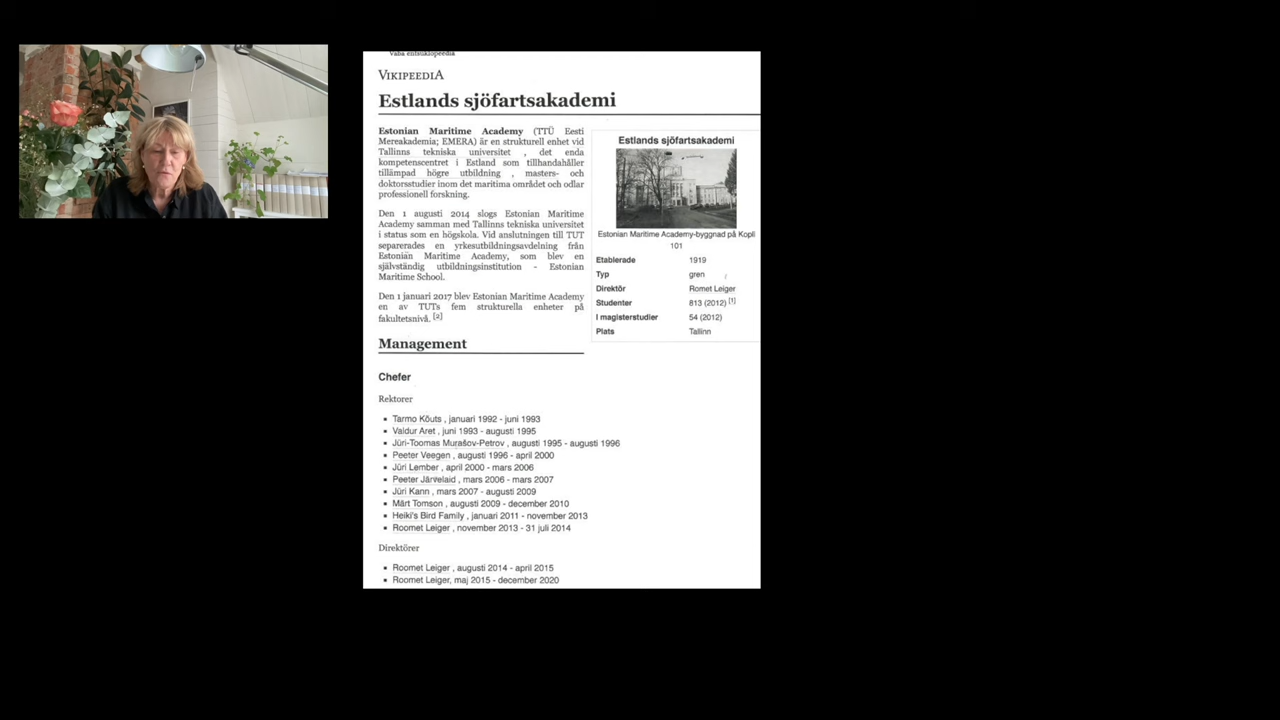 Vaba entsüklopeedia
VIKIPEEDIA
Estlands sjöfartsakademi
Estonian Maritime Academy (TTÜ Eesti
Mereakademia; EMERA) är en strukturell enhet vid
Tallinns tekniska universitet , det enda
kompetenscentret i Estland som tillhandahåller
tillämpad högre utbildning , masters- och
doktorsstudier inom det maritima området och odlar
professionell forskning.
Den 1 augusti 2014 slogs Estonian Maritime
Academy samman med Tallinns tekniska universitet
i status som en högskola. Vid anslutningen till TUT
separerades en yrkesutbildningsavdelning från
Estonian Maritime Academy, som blev en
självständig utbildningsinstitution - Estonian
Maritime School.
Den 1 januari 2017 blev Estonian Maritime Academy
en av TUTs fem strukturella enheter på
fakultetsnivå. [2]
Estlands sjöfartsakademi
Estonian Maritime Academy-byggnad på Kopli
101
Etablerade 1919
Typ gren
Direktör Romet Leiger
Studenter 813 (2012) [1]
I magisterstudier 54 (2012)
Plats Tallinn
Management
Chefer
Rektorer
▪ Tarmo Kõuts , januari 1992 - juni 1993
▪ Valdur Aret , juni 1993 - augusti 1995
▪ Jüri-Toomas Murašov-Petrov , augusti 1995 - augusti 1996
▪ Peeter Veegen , augusti 1996 - april 2000
▪ Jüri Lember , april 2000 - mars 2006
▪ Peeter Järvelaid , mars 2006 - mars 2007
▪ Jüri Kann , mars 2007 - augusti 2009
▪ Märt Tomson , augusti 2009 - december 2010
▪ Heiki's Bird Family , januari 2011 - november 2013
▪ Roomet Leiger , november 2013 - 31 juli 2014
Direktörer
▪ Roomet Leiger , augusti 2014 - april 2015
▪ Roomet Leiger, maj 2015 - december 2020